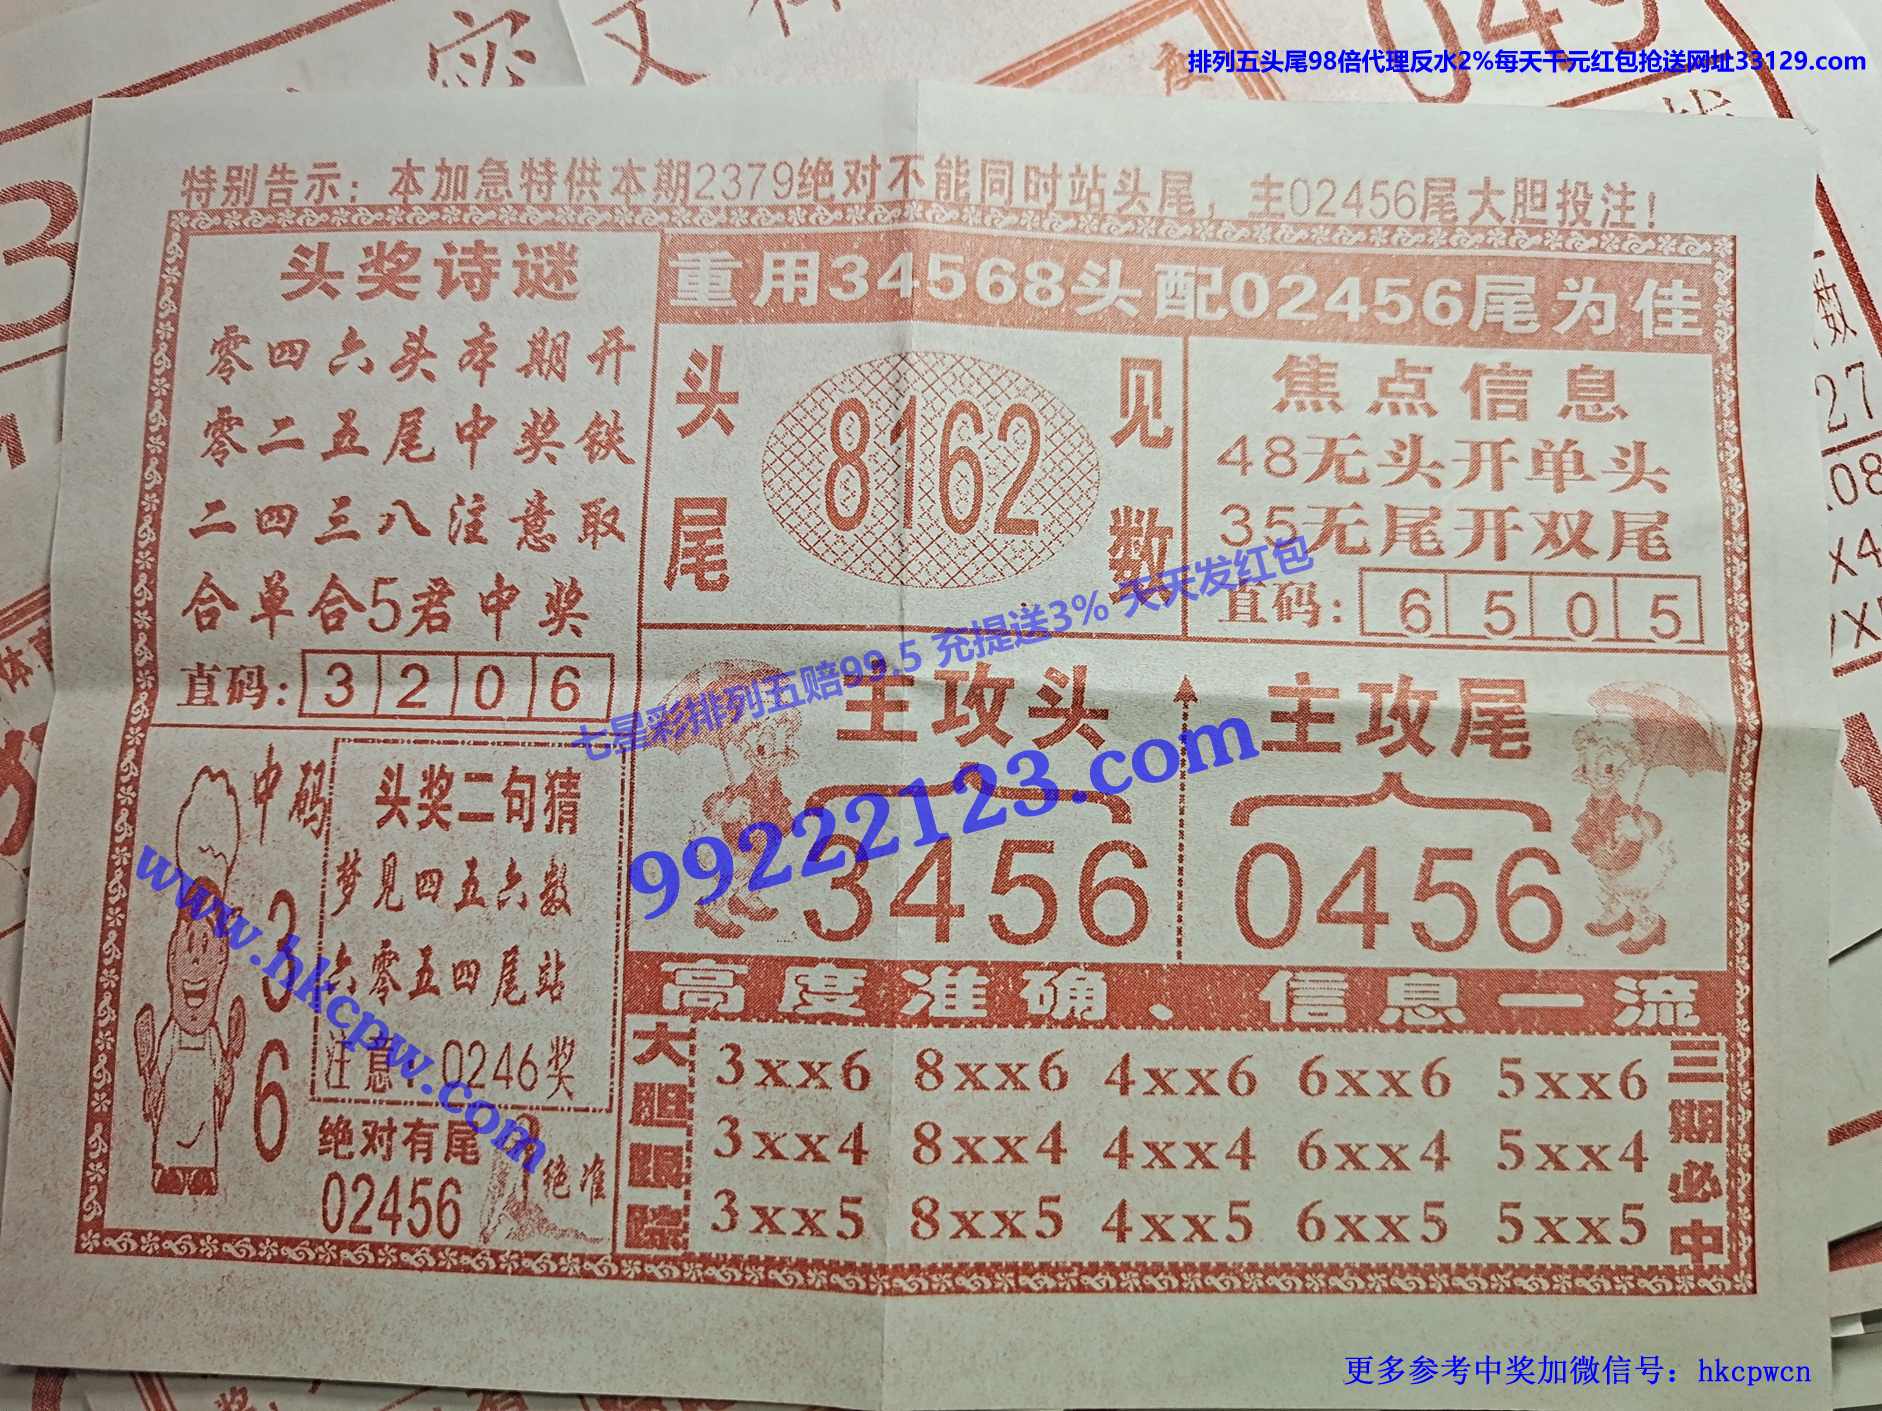 排列五头尾98倍代理反水2%每天千元红包抢送网址33129.com
特别告示：本加急特供本期2379绝对不能同时站头尾，主02456尾大胆投注！
头奖诗谜
零四六头本期开
零二五尾中奖铁
二四三八注意取
合单合5君中奖
直码：3206
重用34568头配02456尾为佳
头尾
8162
见数
焦点信息
48无头开单头
35无尾开双尾
直码：6505
七星彩排列五赔99.5 充提送3% 天天发红包
99222123.com
www.hkcpw.com
主攻头
3456
主攻尾
0456
中码
36
头奖二句猜
梦见四五六数
六零五四尾站
注意：0246奖
绝对有尾
02456
绝准
高度准确、信息一流
大胆跟踪
3xx6 8xx6 4xx6 6xx6 5xx6
3xx4 8xx4 4xx4 6xx4 5xx4
3xx5 8xx5 4xx5 6xx5 5xx5
三期必中
更多参考中奖加微信号：hkcpwcn